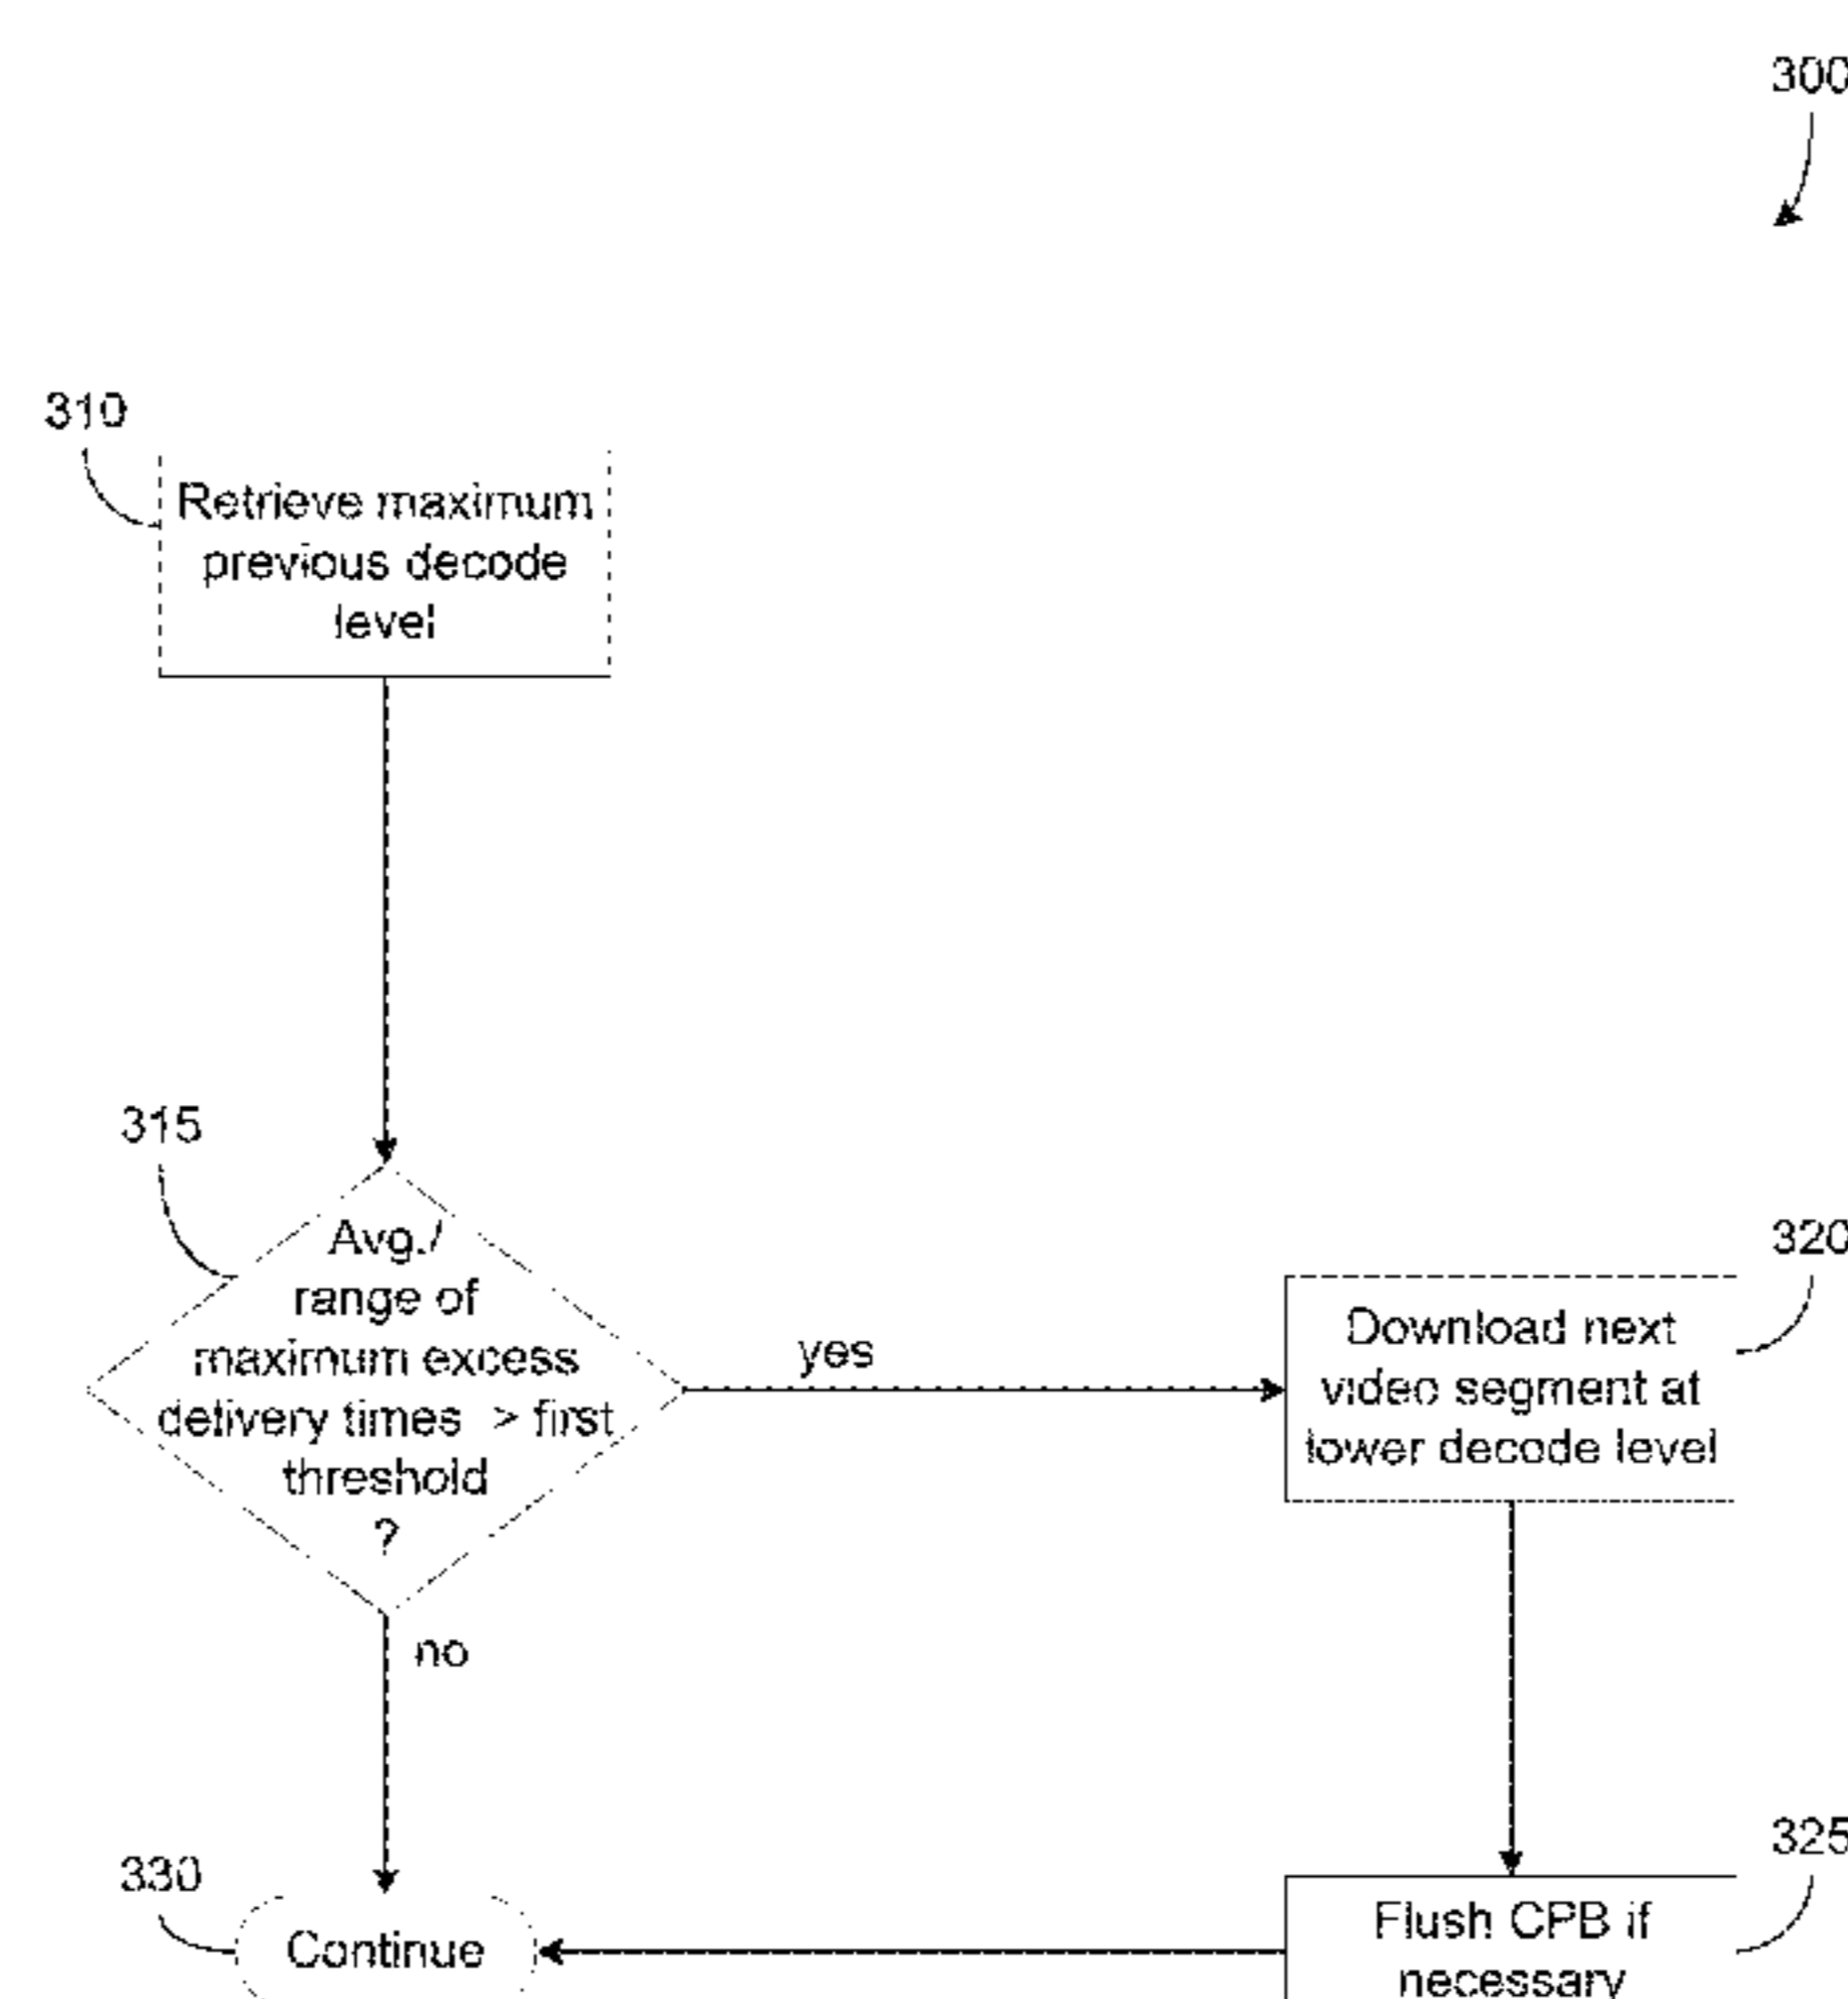 300
310
Retrieve maximum
previous decode
level
315
Avg./
range of
maximum excess
delivery times > first
threshold
?
yes
320
Download next
video segment at
lower decode level
no
325
330
Continue
Flush CPB if
necessary